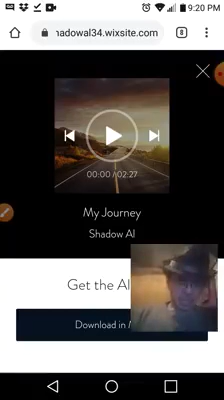 9:20 PM
hadowal34.wixsite.com
8
00:00 / 02:27
My Journey
Shadow Al
Get the Al
Download in